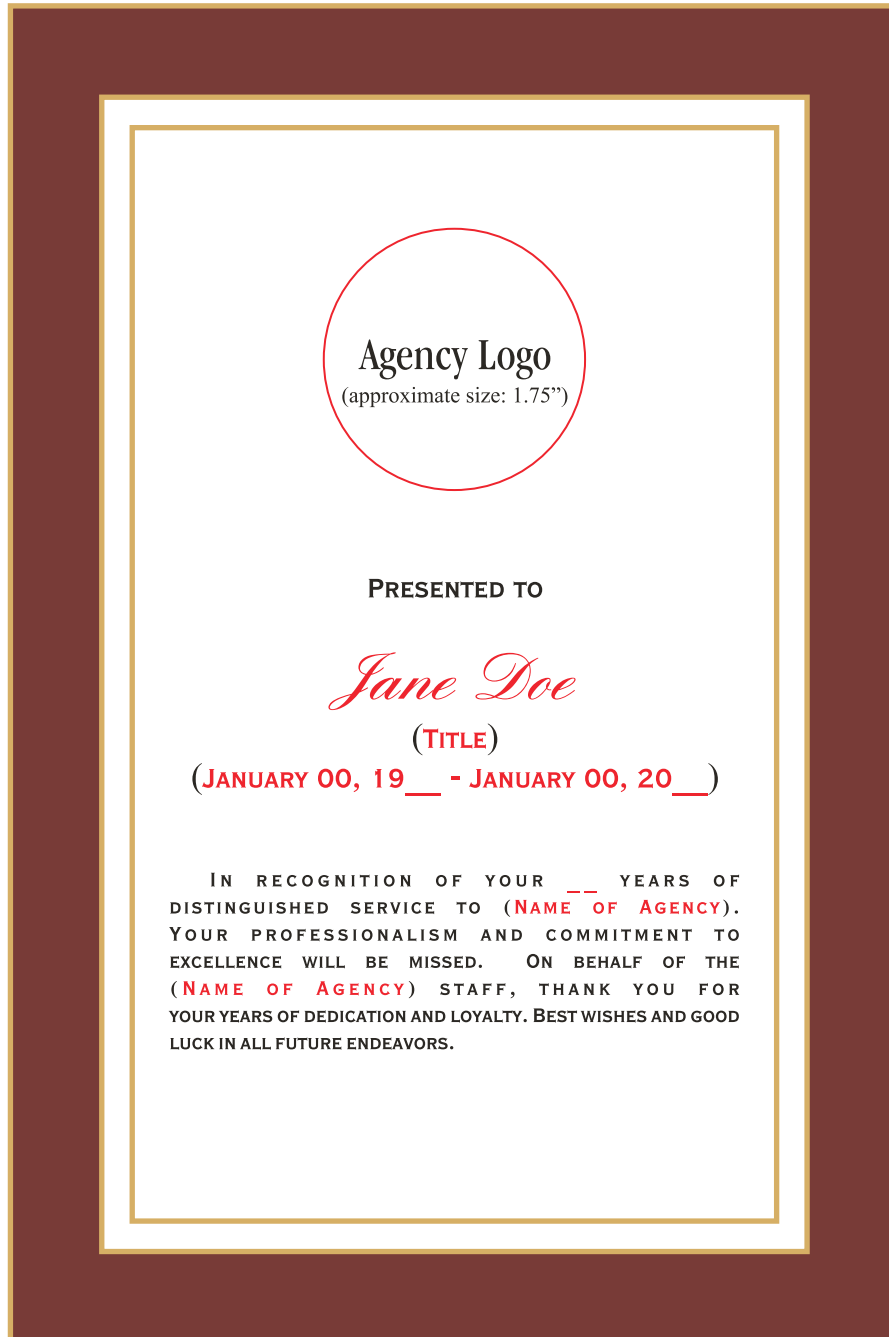 Agency Logo
(approximate size: 1.75”)
Presented to
Jane Doe
(Title)
(January 00, 19__ - January 00, 20__)
In recognition of your __ years of
distinguished service to (Name of Agency).
Your professionalism and commitment to
excellence will be missed. On behalf of the
(Name of Agency) staff, thank you for
your years of dedication and loyalty. Best wishes and good
luck in all future endeavors.